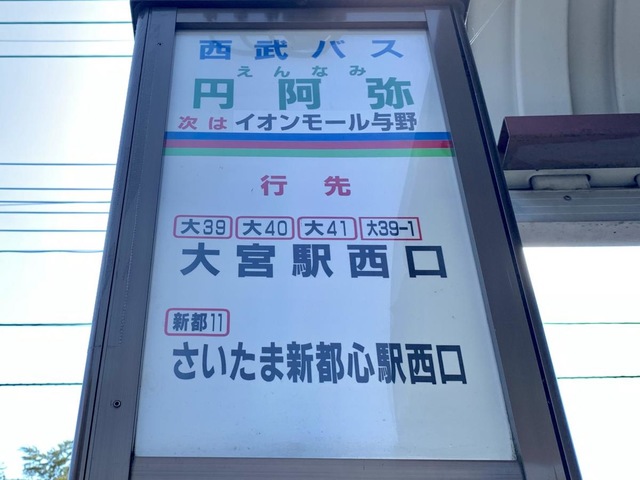 西武バス
えんなみ
円阿弥
次は イオンモール与野
行先
大39 大40 大41 大39-1
大宮駅西口
新都11
さいたま新都心駅西口